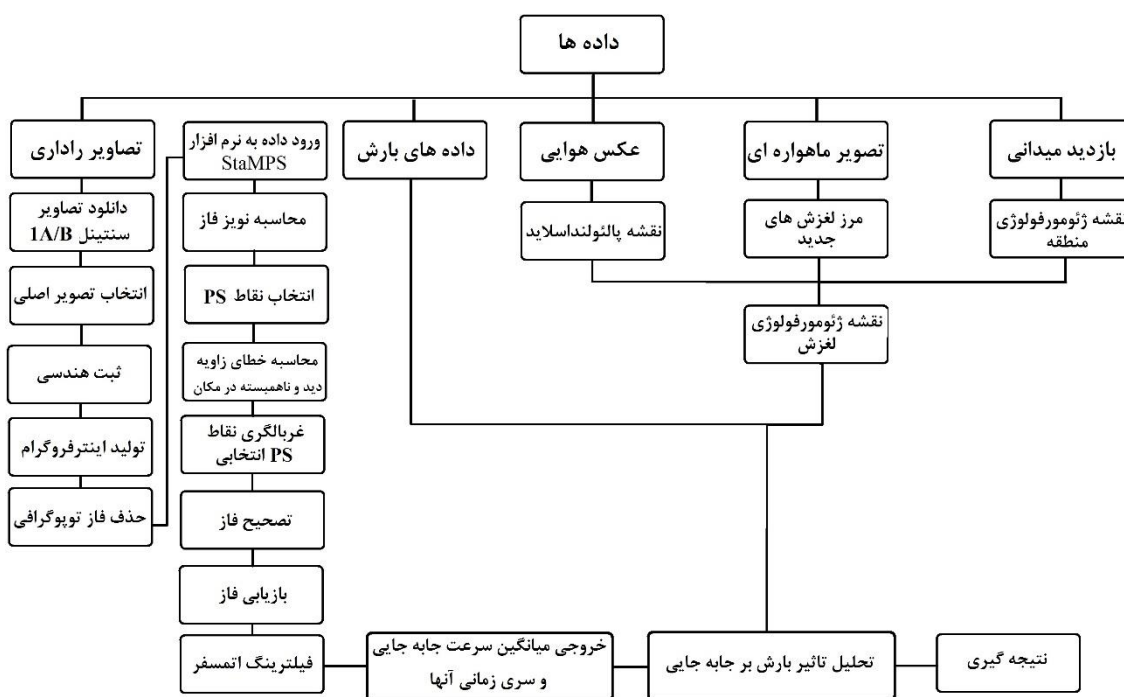 داده ها
بازدید میدانی
تصویر ماهواره ای
عکس هوایی
داده های بارش
ورود داده به نرم افزار
StaMPS
تصاویر راداری
نقشه ژئومورفولوژی
منطقه
مرز لغزش های
جدید
نقشه پالئولنداسلاید
نقشه ژئومورفولوژی
لغزش
دانلود تصاویر
سنتینل 1A/B
انتخاب تصویر اصلی
ثبت هندسی
تولید اینترفروگرام
حذف فاز توپوگرافی
محاسبه نویز فاز
انتخاب نقاط PS
محاسبه خطای زاویه
دید و ناهمبسته در مکان
غربالگری نقاط
PS انتخابی
تصحیح فاز
بازیابی فاز
فیلترینگ اتمسفر
خروجی میانگین سرعت جابه جایی
و سری زمانی آنها
تحلیل تاثیر بارش بر جابه جایی
نتیجه گیری